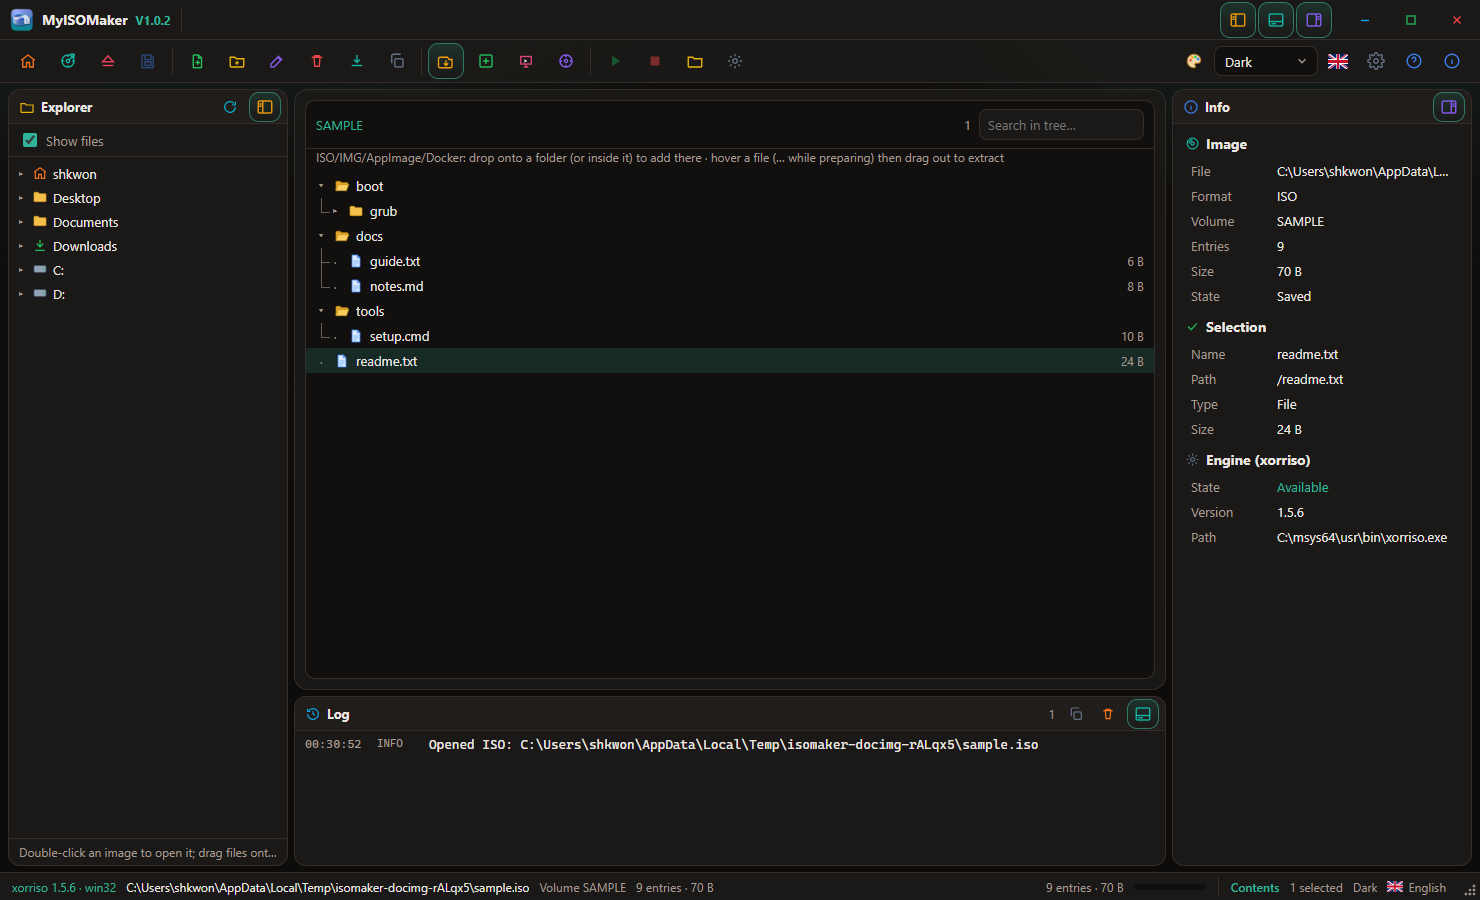 MyISOMaker V1.0.2
Dark
Explorer
Show files
shkwon
Desktop
Documents
Downloads
C:
D:
Double-click an image to open it; drag files ont...
SAMPLE
1
Search in tree...
ISO/IMG/AppImage/Docker: drop onto a folder (or inside it) to add there · hover a file (... while preparing) then drag out to extract
boot
grub
docs
guide.txt 6 B
notes.md 8 B
tools
setup.cmd 10 B
readme.txt 24 B
Log
1
00:30:52 INFO Opened ISO: C:\Users\shkwon\AppData\Local\Temp\isomaker-docimg-rALqx5\sample.iso
Info
Image
File C:\Users\shkwon\AppData\L...
Format ISO
Volume SAMPLE
Entries 9
Size 70 B
State Saved
Selection
Name readme.txt
Path /readme.txt
Type File
Size 24 B
Engine (xorriso)
State Available
Version 1.5.6
Path C:\msys64\usr\bin\xorriso.exe
xorriso 1.5.6 · win32 C:\Users\shkwon\AppData\Local\Temp\isomaker-docimg-rALqx5\sample.iso Volume SAMPLE 9 entries · 70 B 9 entries · 70 B Contents 1 selected Dark English